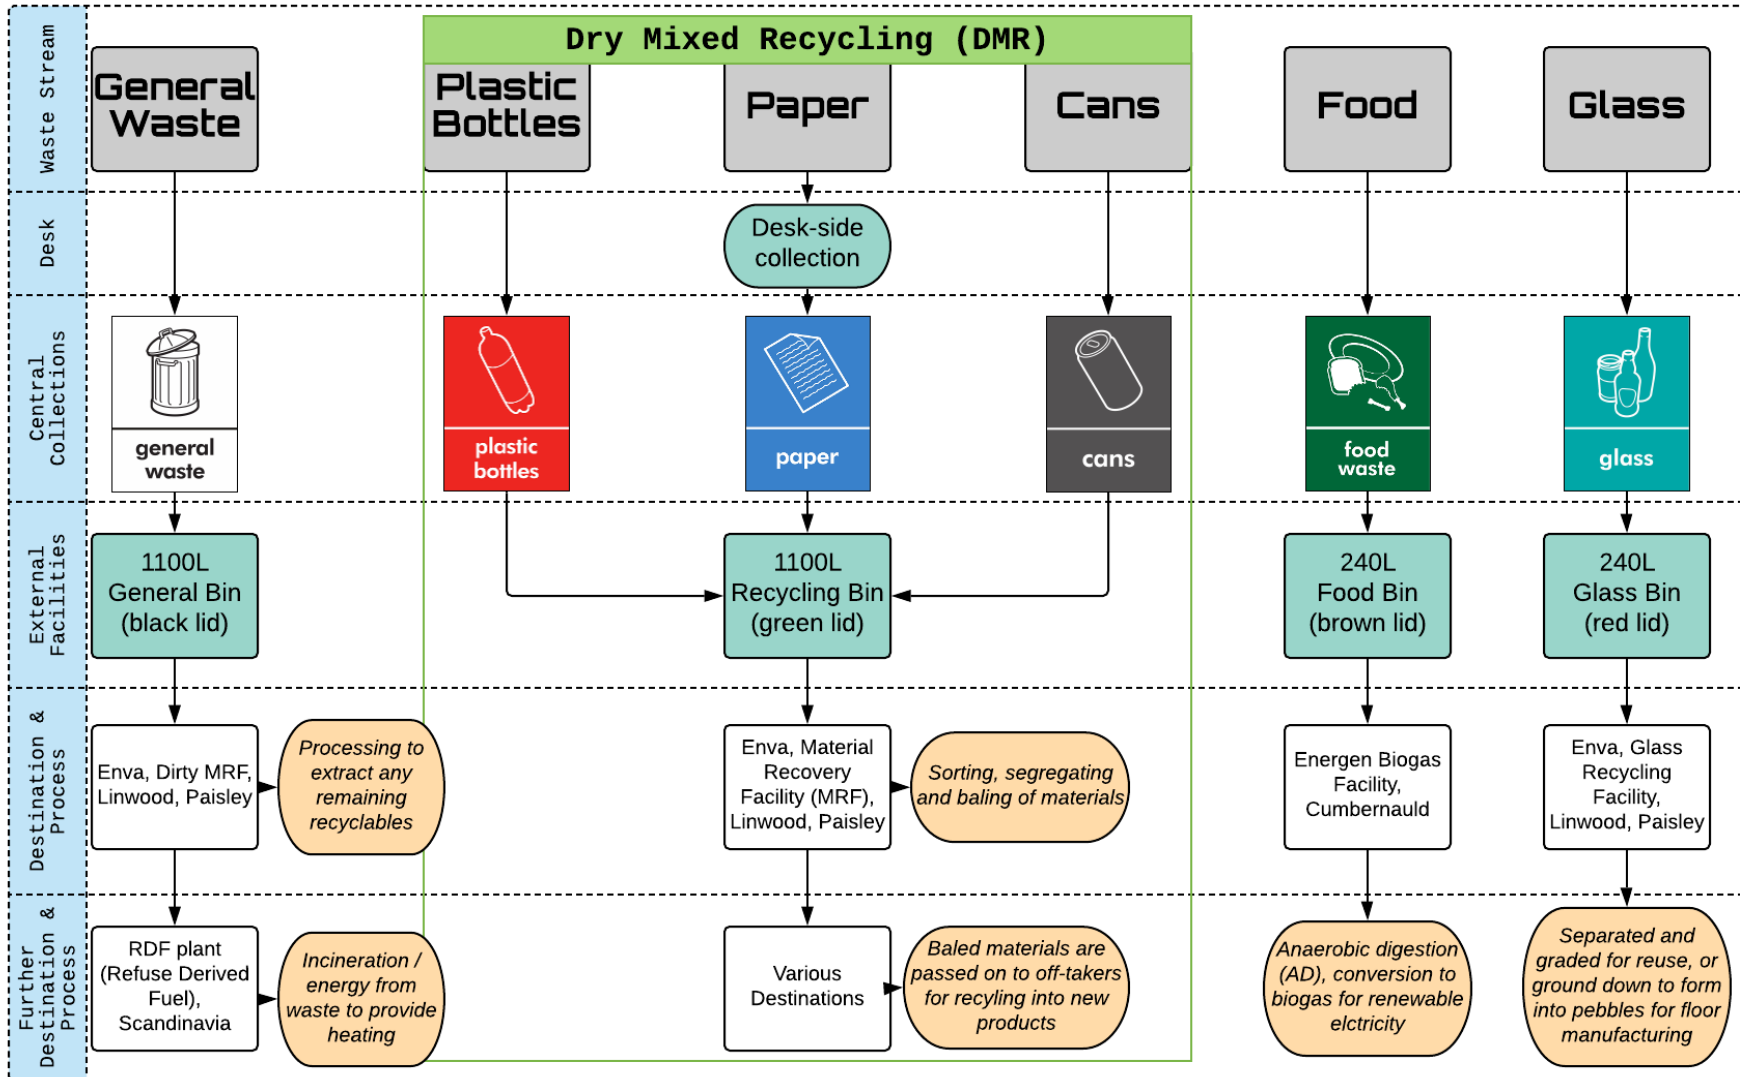 Waste Stream
Dry Mixed Recycling (DMR)
General
Waste
Plastic
Bottles
Paper
Cans
Food
Glass
Desk
Desk-side
collection
Central
Collections
general
waste
plastic
bottles
paper
cans
food
waste
glass
External
Facilities
1100L
General Bin
(black lid)
1100L
Recycling Bin
(green lid)
240L
Food Bin
(brown lid)
240L
Glass Bin
(red lid)
Destination &
Process
Enva, Dirty MRF,
Linwood, Paisley
Processing to
extract any
remaining
recyclables
Enva, Material
Recovery
Facility (MRF),
Linwood, Paisley
Sorting, segregating
and baling of materials
Energen Biogas
Facility,
Cumbernauld
Enva, Glass
Recycling
Facility,
Linwood, Paisley
Further
Destination &
Process
RDF plant
(Refuse Derived
Fuel),
Scandinavia
Incineration /
energy from
waste to provide
heating
Various
Destinations
Baled materials are
passed on to off-takers
for recyling into new
products
Anaerobic digestion
(AD), conversion to
biogas for renewable
elctricity
Separated and
graded for reuse, or
ground down to form
into pebbles for floor
manufacturing